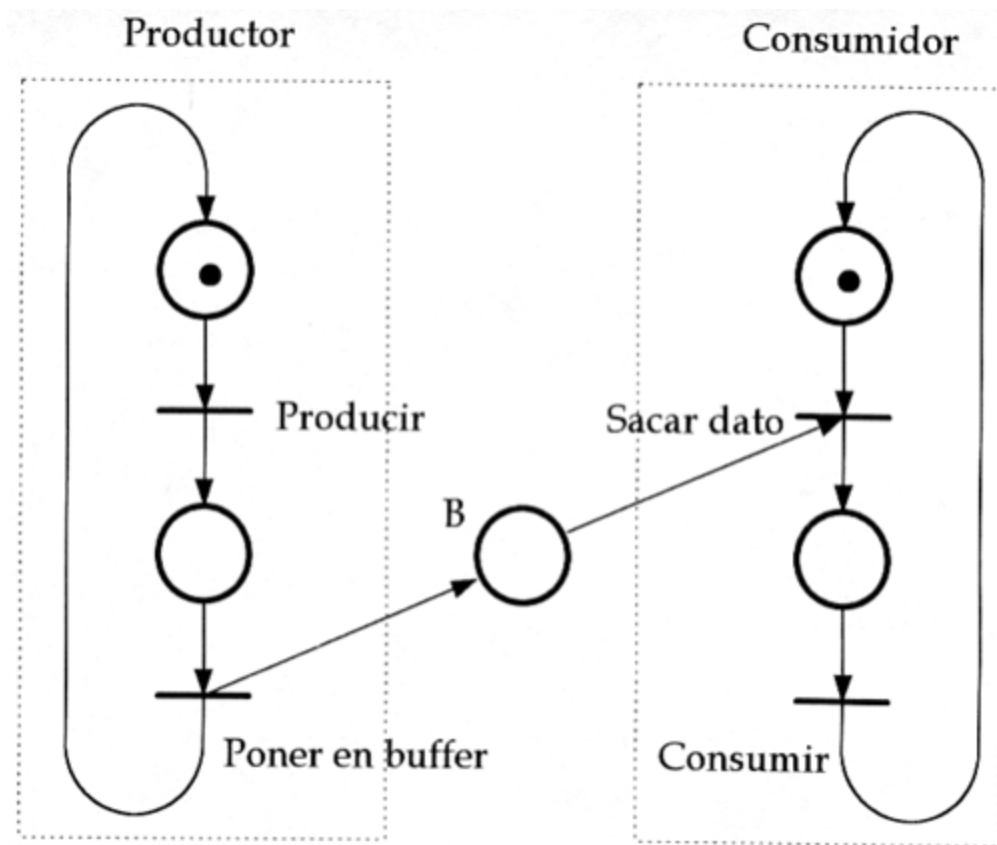 Productor
Consumidor
Producir
Sacar dato
B
Poner en buffer
Consumir